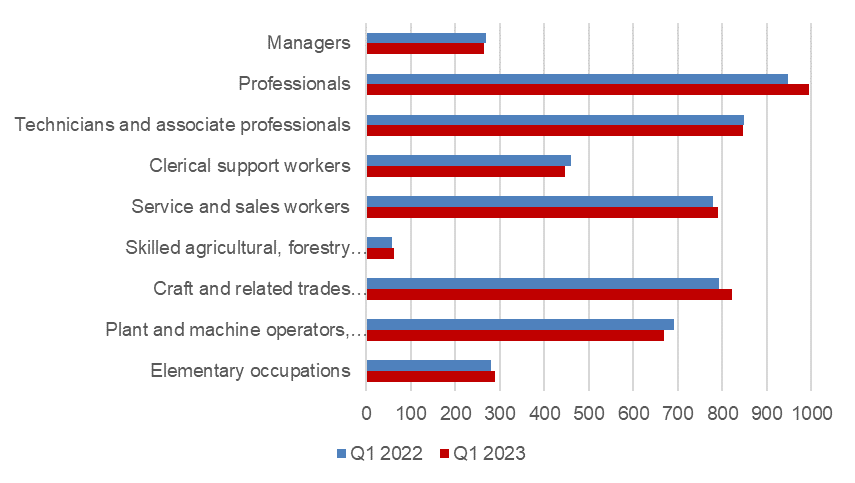 Managers
Professionals
Technicians and associate professionals
Clerical support workers
Service and sales workers
Skilled agricultural, forestry…
Craft and related trades…
Plant and machine operators,…
Elementary occupations
0 100 200 300 400 500 600 700 800 900 1000
Q1 2022 Q1 2023